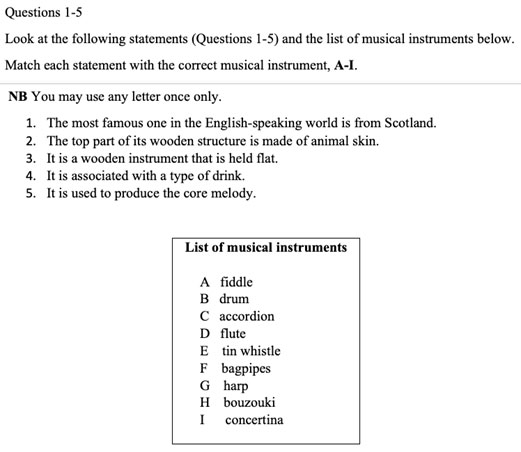 Questions 1-5
Look at the following statements (Questions 1-5) and the list of musical instruments below.
Match each statement with the correct musical instrument, A-I.
NB You may use any letter once only.
1. The most famous one in the English-speaking world is from Scotland.
2. The top part of its wooden structure is made of animal skin.
3. It is a wooden instrument that is held flat.
4. It is associated with a type of drink.
5. It is used to produce the core melody.
List of musical instruments
A fiddle
B drum
C accordion
D flute
E tin whistle
F bagpipes
G harp
H bouzouki
I concertina